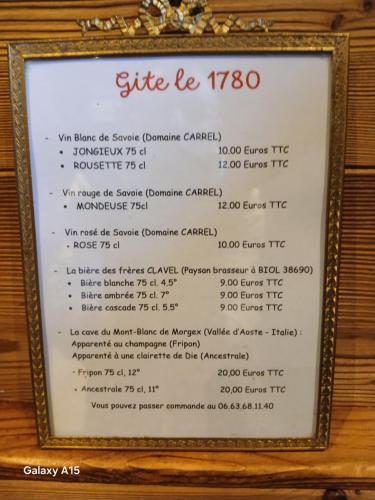 Gite le 1780
- Vin Blanc de Savoie (Domaine CARREL)
• JONGIEUX 75 cl 10.00 Euros TTC
• ROUSETTE 75 cl 12.00 Euros TTC
- Vin rouge de Savoie (Domaine CARREL)
• MONDEUSE 75cl 12.00 Euros TTC
- Vin rosé de Savoie (Domaine CARREL)
• ROSE 75 cl 10.00 Euros TTC
- La bière des frères CLAVEL (Paysan brasseur à BIOL 38690)
• Bière blanche 75 cl. 4.5° 9.00 Euros TTC
• Bière ambrée 75 cl. 7° 9.00 Euros TTC
• Bière cascade 75 cl. 5.5° 9.00 Euros TTC
- La cave du Mont-Blanc de Morgex (Vallée d'Aoste - Italie) :
Apparenté au champagne (Fripon)
Apparenté à une clairette de Die (Ancestrale)
- Fripon 75 cl, 12° 20,00 Euros TTC
• Ancestrale 75 cl, 11° 20,00 Euros TTC
Vous pouvez passer commande au 06.63.68.11.40
Galaxy A15